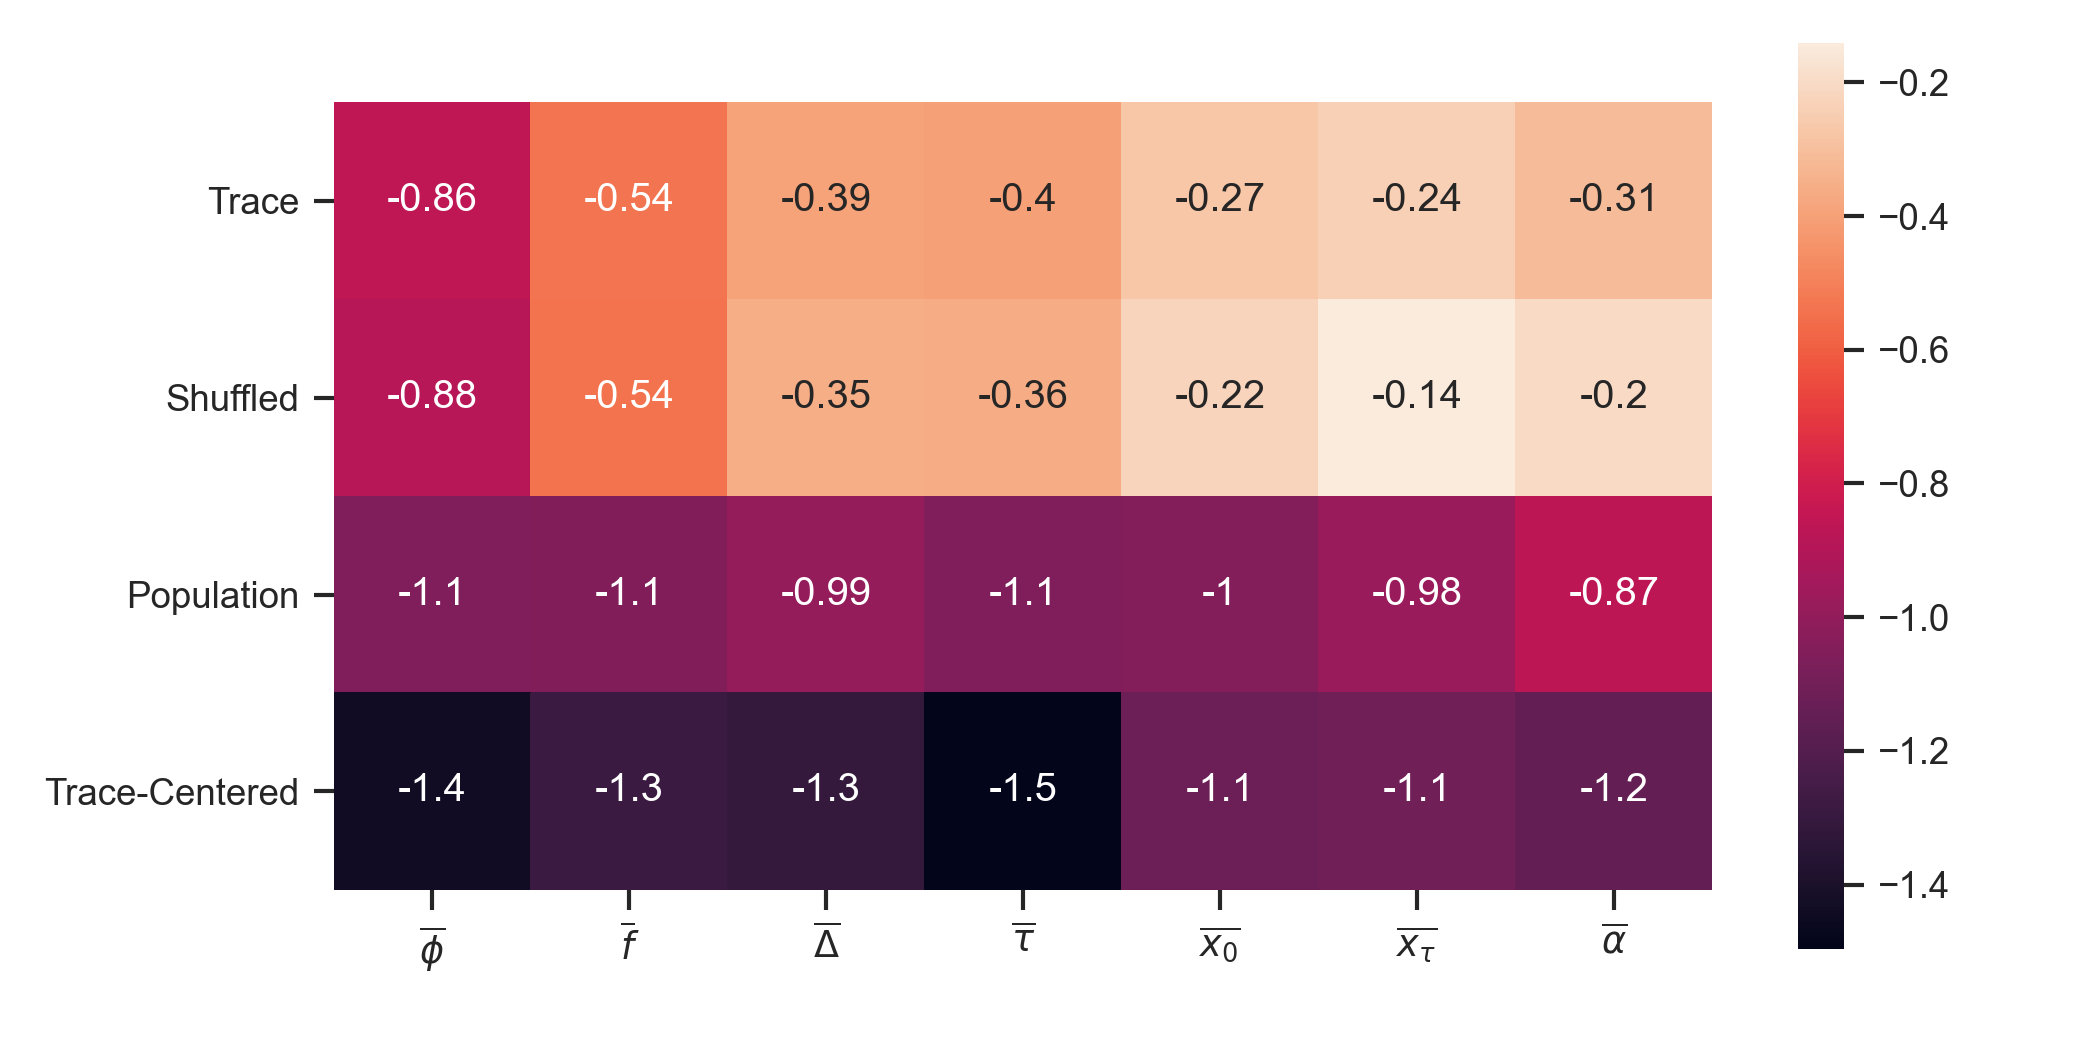 Trace -0.86 -0.54 -0.39 -0.4 -0.27 -0.24 -0.31
Shuffled -0.88 -0.54 -0.35 -0.36 -0.22 -0.14 -0.2
Population -1.1 -1.1 -0.99 -1.1 -1 -0.98 -0.87
Trace-Centered -1.4 -1.3 -1.3 -1.5 -1.1 -1.1 -1.2
ϕ̅ f̅ Δ̅ τ̅ x₀̅ x_τ̅ α̅
−0.2
−0.4
−0.6
−0.8
−1.0
−1.2
−1.4